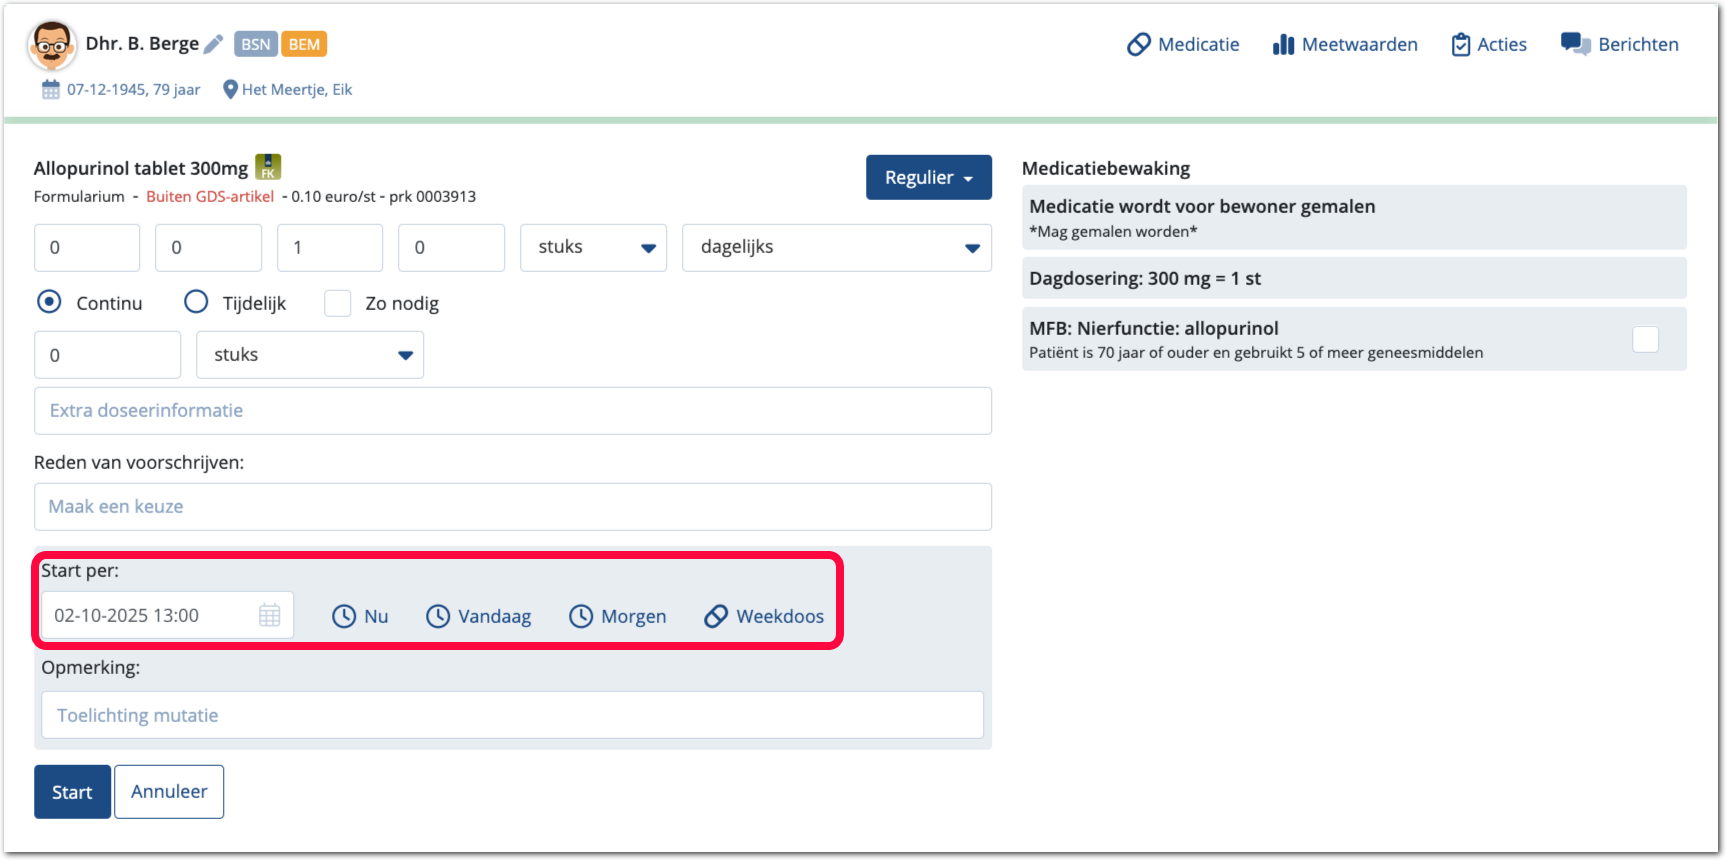 Dhr. B. Berge BSN BEM
Medicatie Meetwaarden Acties Berichten
07-12-1945, 79 jaar Het Meertje, Eik
Allopurinol tablet 300mg FK
Formularium - Buiten GDS-artikel - 0.10 euro/st - prk 0003913
Regulier
0 0 1 0 stuks dagelijks
Continu Tijdelijk Zo nodig
0 stuks
Extra doseerinformatie
Reden van voorschrijven:
Maak een keuze
Start per:
02-10-2025 13:00 Nu Vandaag Morgen Weekdoos
Opmerking:
Toelichting mutatie
Start Annuleer
Medicatiebewaking
Medicatie wordt voor bewoner gemalen
*Mag gemalen worden*
Dagdosering: 300 mg = 1 st
MFB: Nierfunctie: allopurinol
Patiënt is 70 jaar of ouder en gebruikt 5 of meer geneesmiddelen